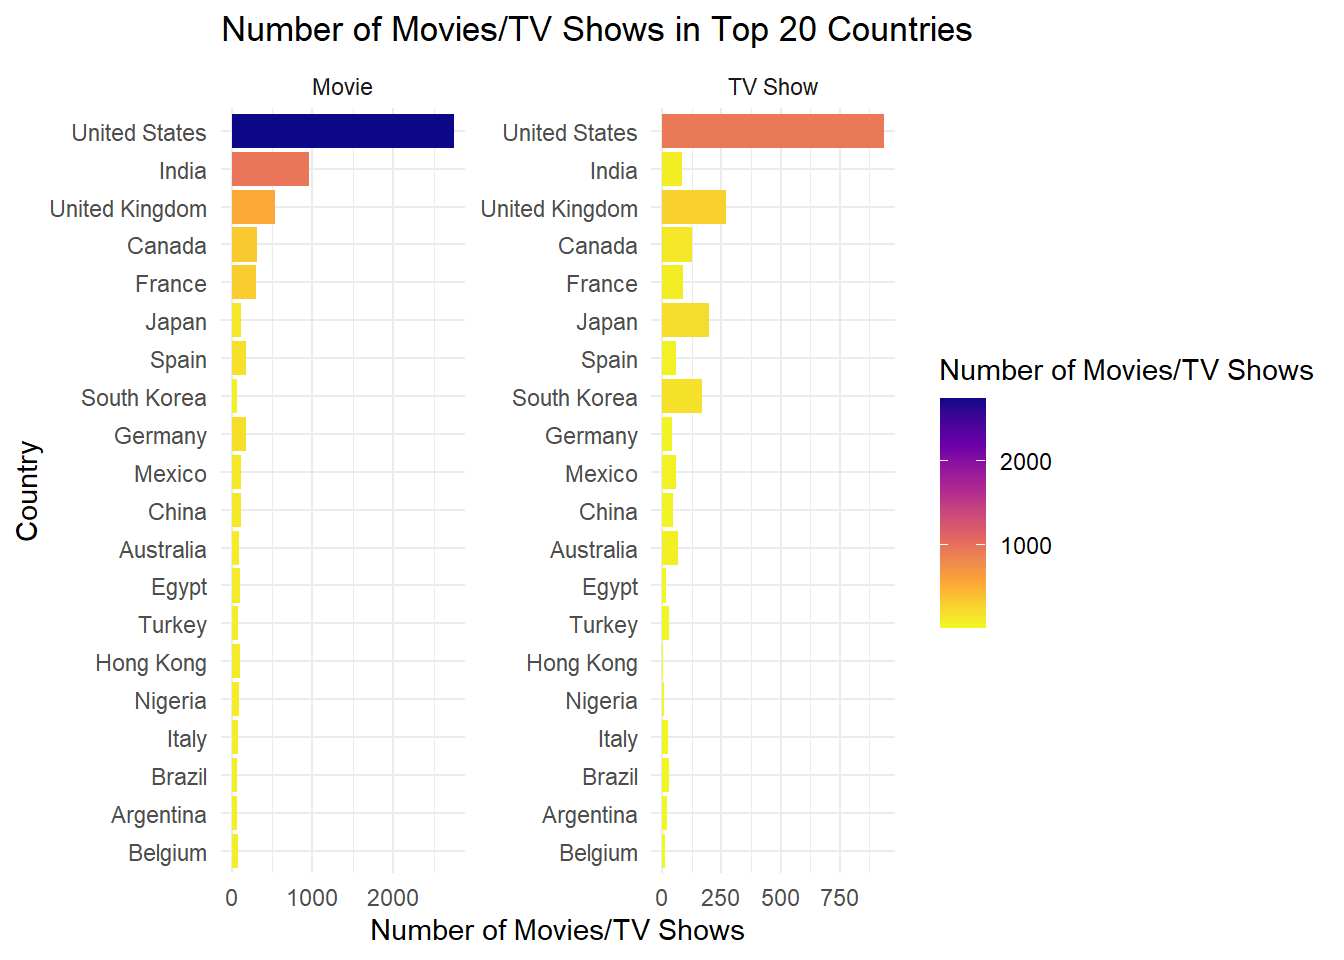 Number of Movies/TV Shows in Top 20 Countries
Movie
United States
India
United Kingdom
Canada
France
Japan
Spain
South Korea
Germany
Mexico
China
Australia
Egypt
Turkey
Hong Kong
Nigeria
Italy
Brazil
Argentina
Belgium
0 1000 2000
TV Show
United States
India
United Kingdom
Canada
France
Japan
Spain
South Korea
Germany
Mexico
China
Australia
Egypt
Turkey
Hong Kong
Nigeria
Italy
Brazil
Argentina
Belgium
0 250 500 750
Number of Movies/TV Shows
Country
Number of Movies/TV Shows
2000
1000